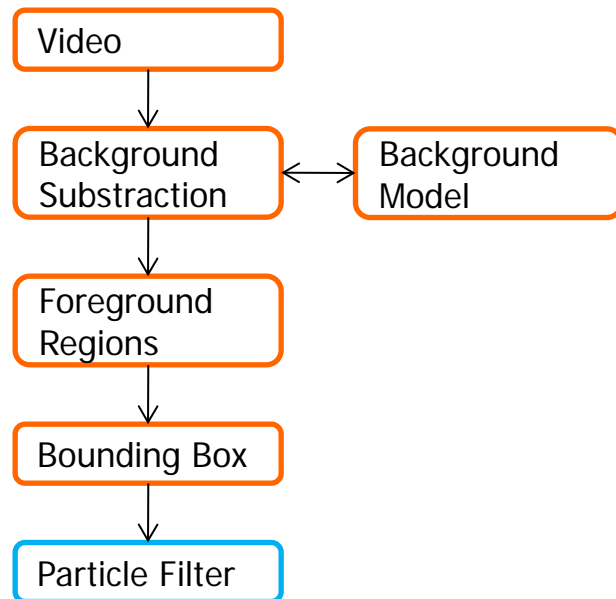 Video
Background
Substraction
Background
Model
Foreground
Regions
Bounding Box
Particle Filter